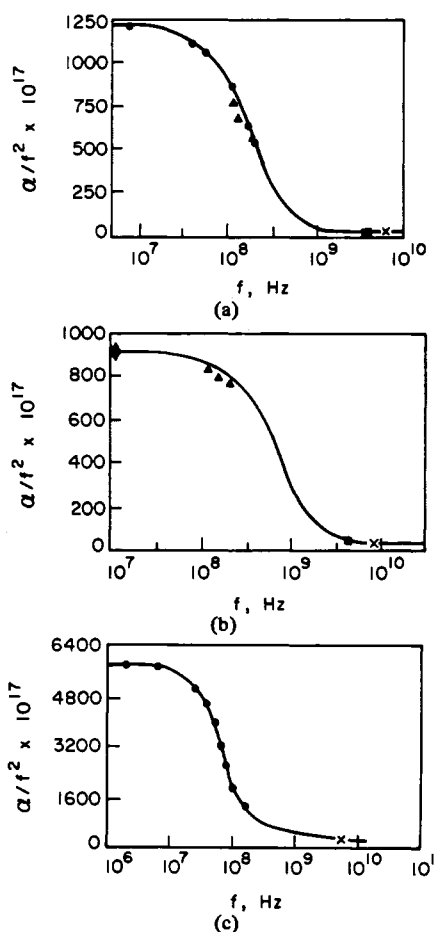 α/f² x 10¹⁷
1250
1000
750
500
250
0
10⁷ 10⁸ 10⁹ 10¹⁰
f, Hz
(a)
α/f² x 10¹⁷
1000
800
600
400
200
0
10⁷ 10⁸ 10⁹ 10¹⁰
f, Hz
(b)
α/f² x 10¹⁷
6400
4800
3200
1600
0
10⁶ 10⁷ 10⁸ 10⁹ 10¹⁰ 10¹
f, Hz
(c)